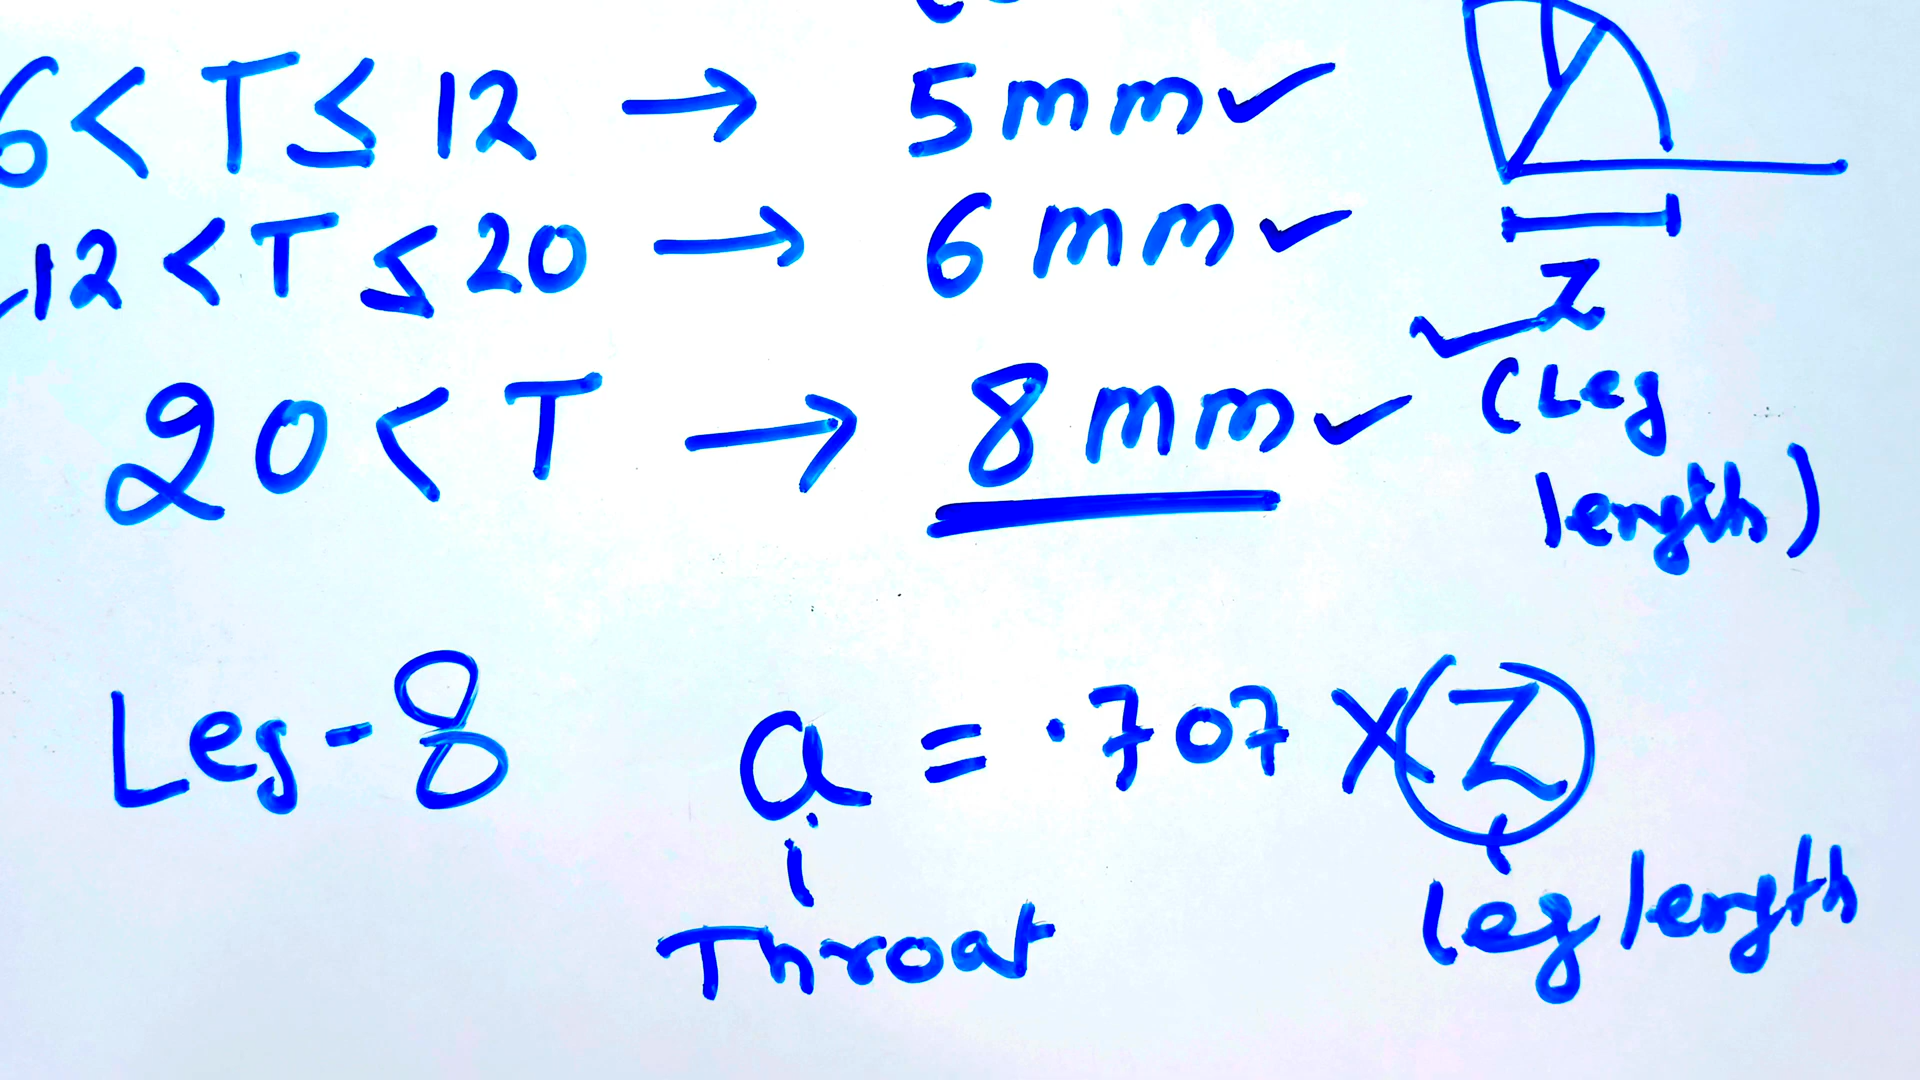 6 < T ≤ 12 → 5mm ✓
12 < T ≤ 20 → 6mm ✓
Z
20 < T → 8mm ✓
(Leg
length)
Leg-8 a = .707 x (Z)
Throat
leg length